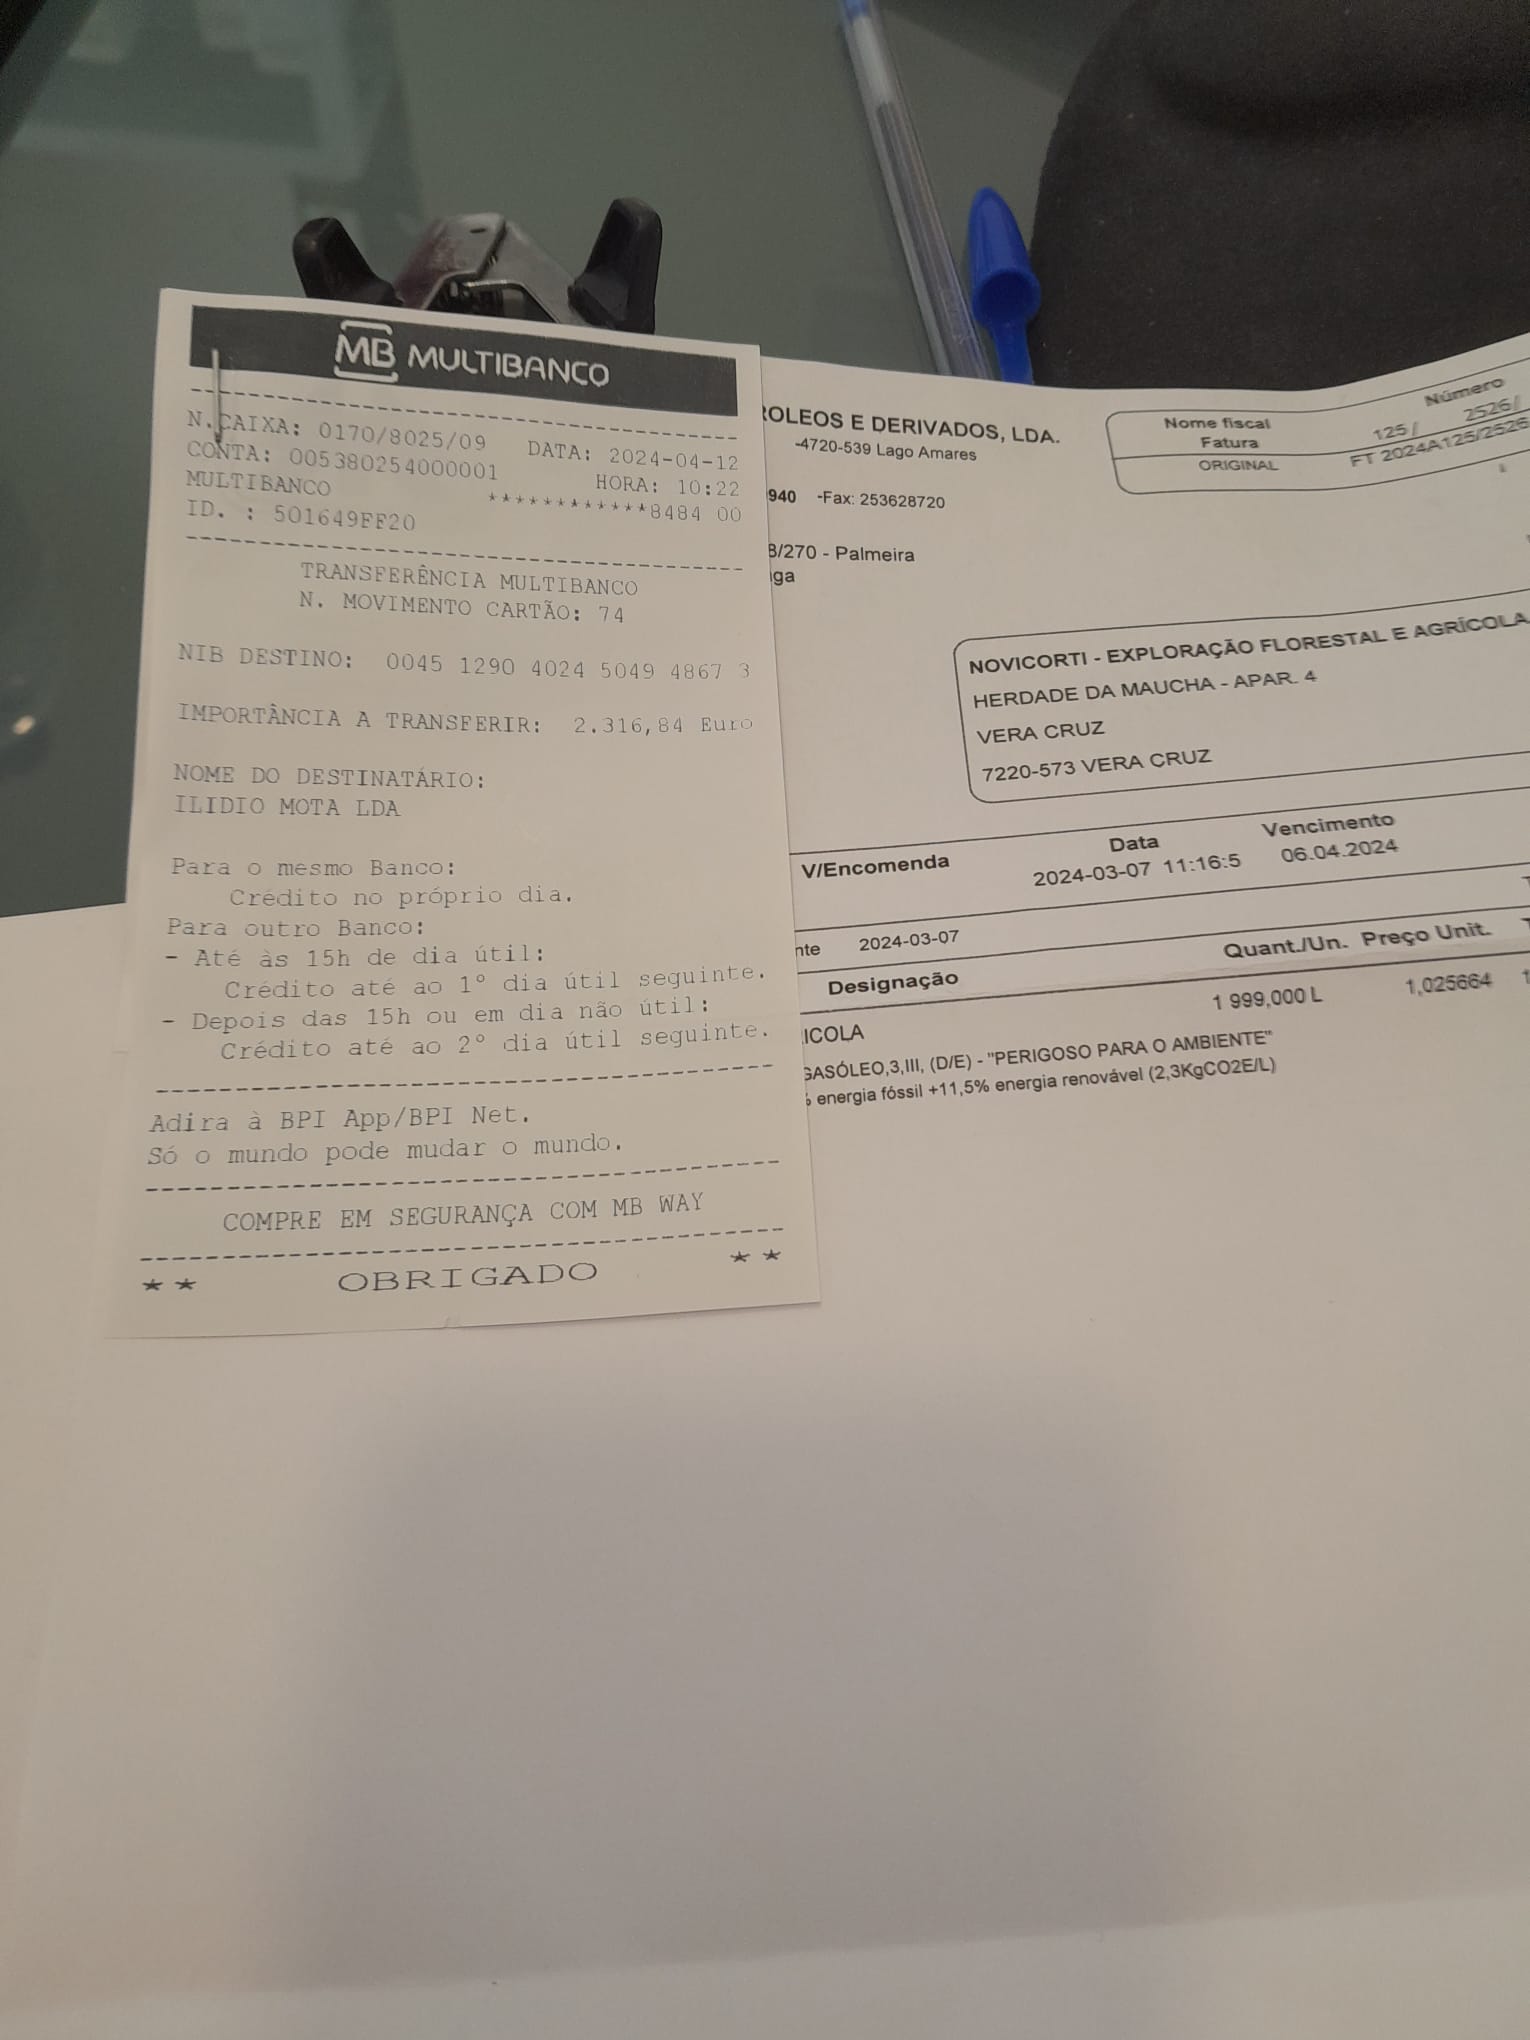 MB MULTIBANCO
N.CAIXA: 0170/8025/09 DATA: 2024-04-12
CONTA: 005380254000001 HORA: 10:22
MULTIBANCO ***********8484 00
ID. : 501649FF20
TRANSFERÊNCIA MULTIBANCO
N. MOVIMENTO CARTÃO: 74
NIB DESTINO: 0045 1290 4024 5049 4867 3
IMPORTÂNCIA A TRANSFERIR: 2.316,84 Euro
NOME DO DESTINATÁRIO:
ILIDIO MOTA LDA
Para o mesmo Banco:
Crédito no próprio dia.
Para outro Banco:
- Até às 15h de dia útil:
Crédito até ao 1º dia útil seguinte.
- Depois das 15h ou em dia não útil:
Crédito até ao 2º dia útil seguinte.
Adira à BPI App/BPI Net.
Só o mundo pode mudar o mundo.
COMPRE EM SEGURANÇA COM MB WAY
** OBRIGADO **
ROLEOS E DERIVADOS, LDA.
-4720-539 Lago Amares
940 -Fax: 253628720
8/270 - Palmeira
ga
Nome fiscal Número
Fatura 125/ 2526/
ORIGINAL FT 2024A125/2526
NOVICORTI - EXPLORAÇÃO FLORESTAL E AGRÍCOLA,
HERDADE DA MAUCHA - APAR. 4
VERA CRUZ
7220-573 VERA CRUZ
V/Encomenda Data Vencimento
2024-03-07 11:16:5 06.04.2024
nte 2024-03-07
Designação Quant./Un. Preço Unit.
1 999,000 L 1,025664
ICOLA
GASÓLEO,3,III, (D/E) - "PERIGOSO PARA O AMBIENTE"
% energia fóssil +11,5% energia renovável (2,3KgCO2E/L)